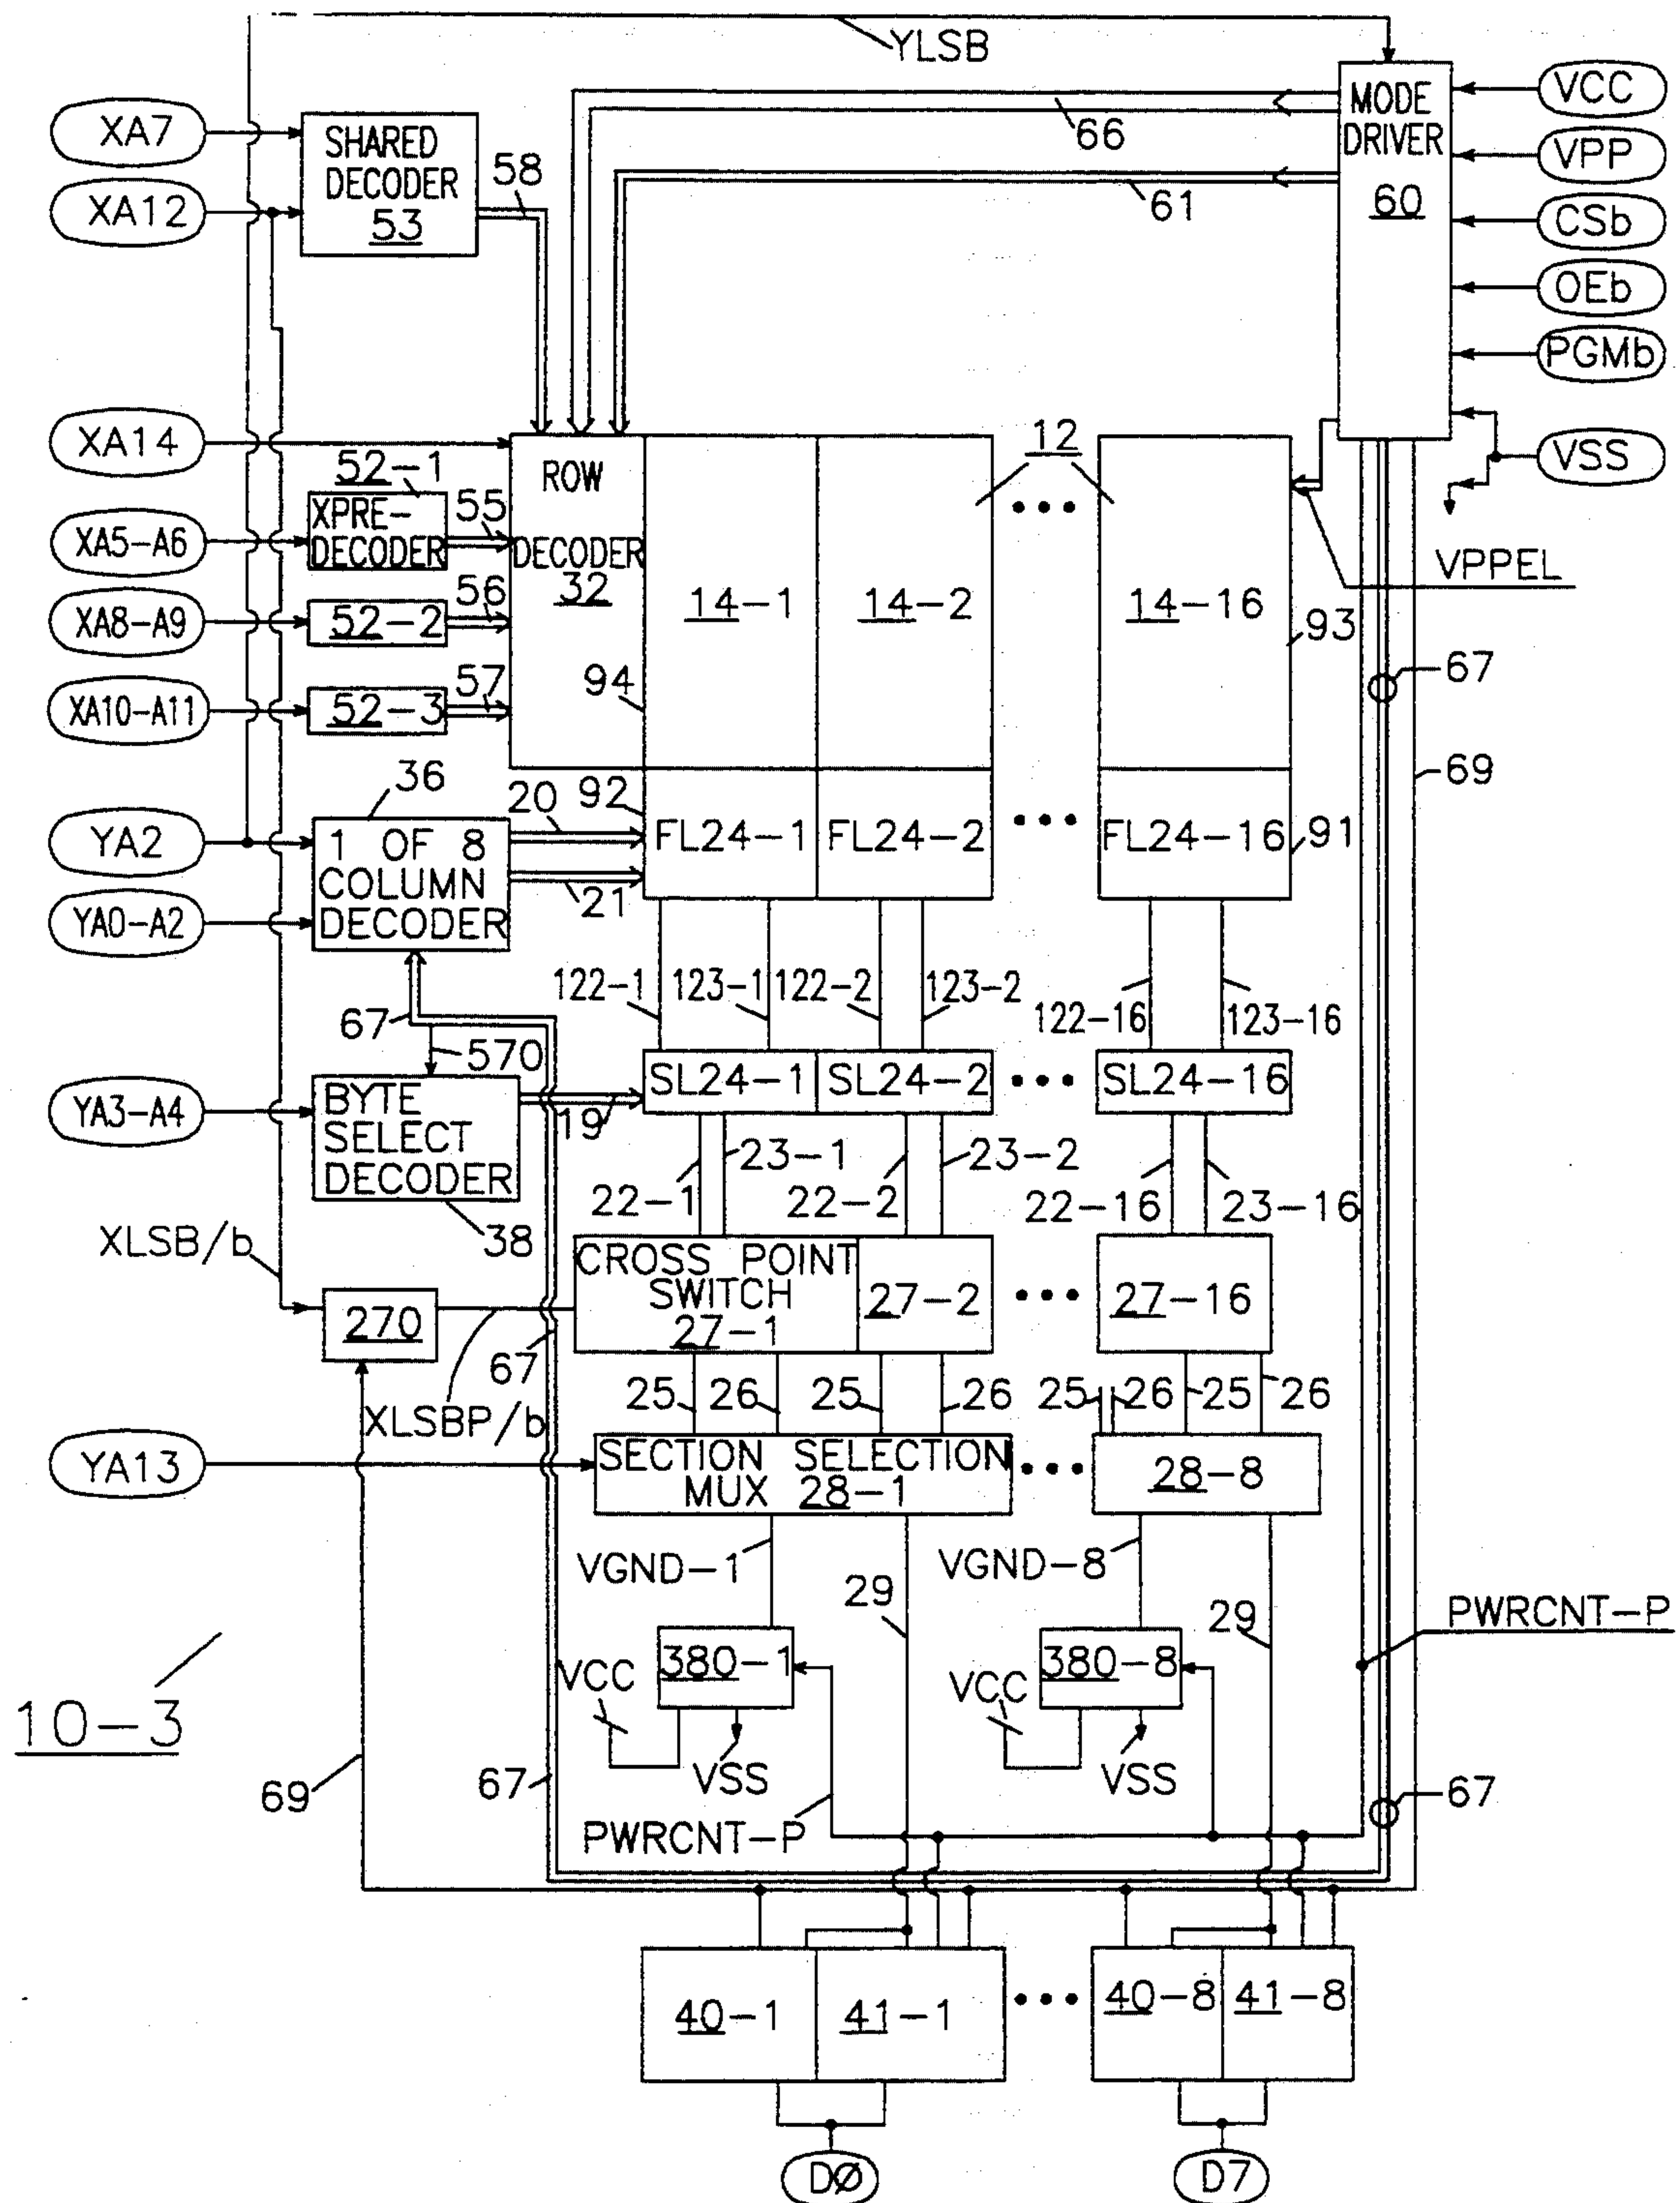 YLSB
XA7
SHARED
DECODER
53
58
XA12
66
61
MODE
DRIVER
60
VCC
VPP
CSb
OEb
PGMb
VSS
VPPEL
XA14
52-1
XA5-A6
XPRE-
DECODER
55
XA8-A9
52-2
56
XA10-A11
52-3
57
ROW
DECODER
32
94
14-1
14-2
12
14-16
93
67
69
36
20
92
YA2
YA0-A2
1 OF 8
COLUMN
DECODER
21
FL24-1
FL24-2
FL24-16
91
122-1
123-1
122-2
123-2
122-16
123-16
67
570
YA3-A4
BYTE
SELECT
DECODER
19
38
SL24-1
SL24-2
SL24-16
22-1
23-1
22-2
23-2
22-16
23-16
XLSB/b
270
XLSBP/b
67
CROSS POINT
SWITCH
27-1
27-2
27-16
25
26
25
26
25
26
25
26
YA13
SECTION SELECTION
MUX 28-1
28-8
VGND-1
29
VGND-8
29
PWRCNT-P
380-1
VCC
VSS
380-8
VCC
VSS
10-3
69
67
PWRCNT-P
67
40-1
41-1
40-8
41-8
DØ
D7